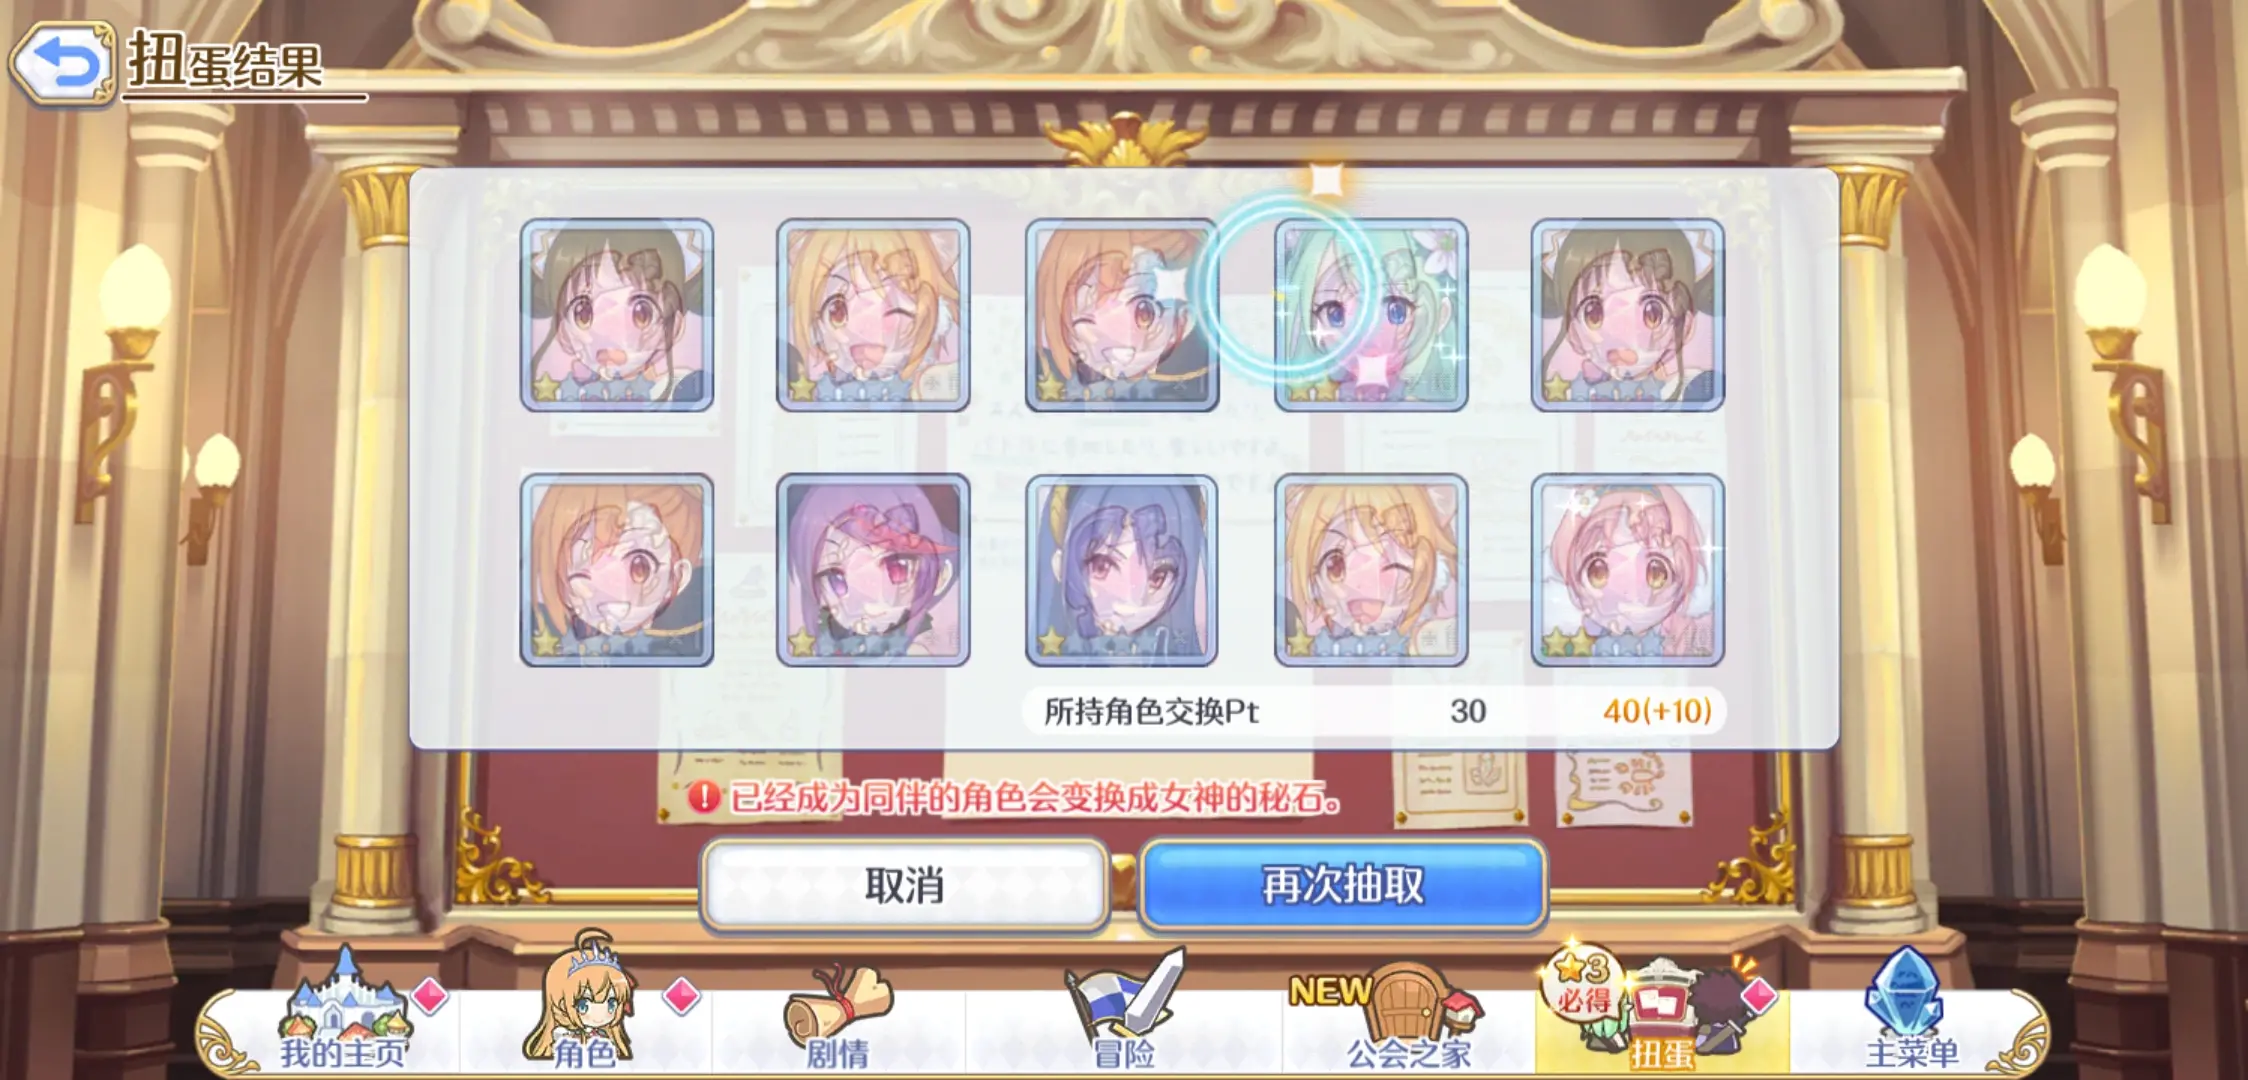 扭蛋结果
所持角色交换Pt 30 40(+10)
已经成为同伴的角色会变换成女神的秘石。
取消
再次抽取
NEW
3
必得
我的主页
角色
剧情
冒险
公会之家
扭蛋
主菜单